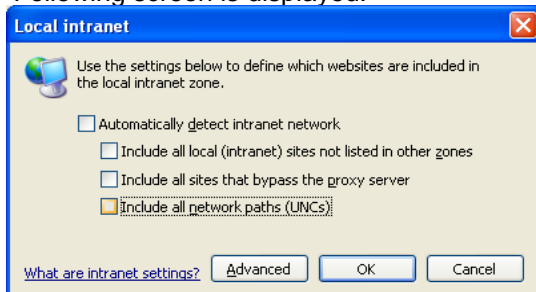 Following screen is displayed.
Local intranet
Use the settings below to define which websites are included in
the local intranet zone.
Automatically detect intranet network
Include all local (intranet) sites not listed in other zones
Include all sites that bypass the proxy server
Include all network paths (UNCs)
What are intranet settings?
Advanced
OK
Cancel